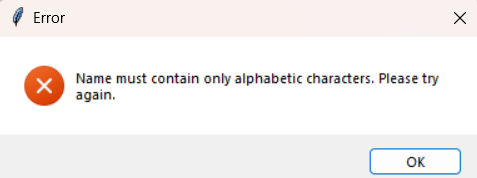 Error
Name must contain only alphabetic characters. Please try
again.
OK